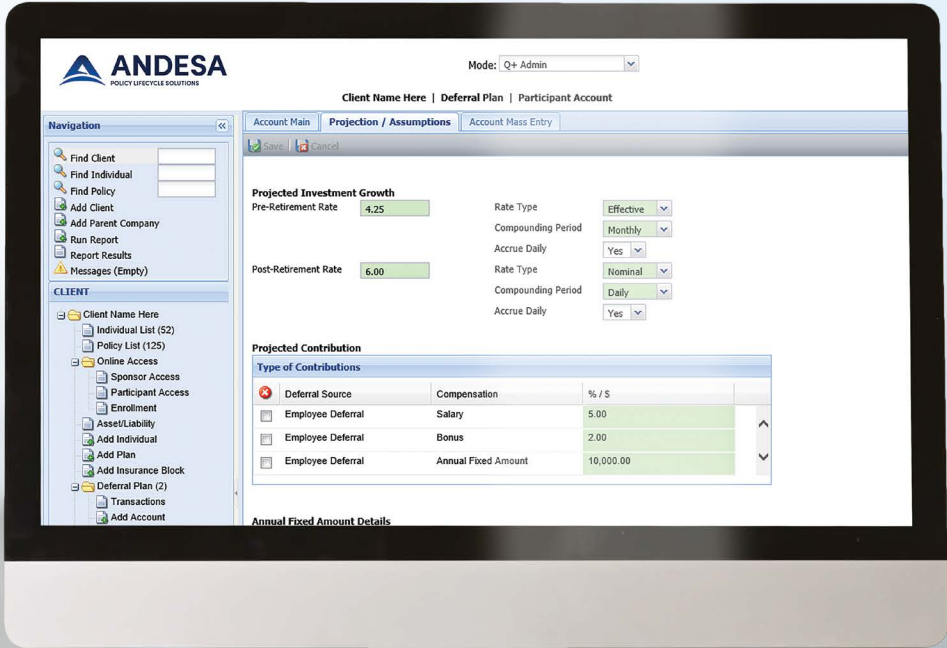 ANDESA
POLICY LIFECYCLE SOLUTIONS
Mode: Q+ Admin
Client Name Here | Deferral Plan | Participant Account
Navigation
Find Client
Find Individual
Find Policy
Add Client
Add Parent Company
Run Report
Report Results
Messages (Empty)
CLIENT
Client Name Here
Individual List (52)
Policy List (125)
Online Access
Sponsor Access
Participant Access
Enrollment
Asset/Liability
Add Individual
Add Plan
Add Insurance Block
Deferral Plan (2)
Transactions
Add Account
Account Main Projection / Assumptions Account Mass Entry
Save Cancel
Projected Investment Growth
Pre-Retirement Rate 4.25 Rate Type Effective
Compounding Period Monthly
Accrue Daily Yes
Post-Retirement Rate 6.00 Rate Type Nominal
Compounding Period Daily
Accrue Daily Yes
Projected Contribution
Type of Contributions
Deferral Source Compensation % / $
Employee Deferral Salary 5.00
Employee Deferral Bonus 2.00
Employee Deferral Annual Fixed Amount 10,000.00
Annual Fixed Amount Details